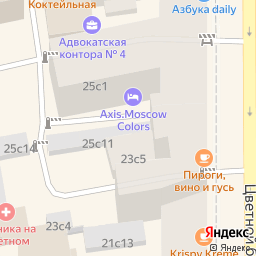 Коктейльная
Азбука daily
Адвокатская
контора № 4
25с1
Axis.Moscow
Colors
25с14
25с11
23с5
Пироги,
вино и гусь
23с4
21с13
Krispy Kreme
Яндекс